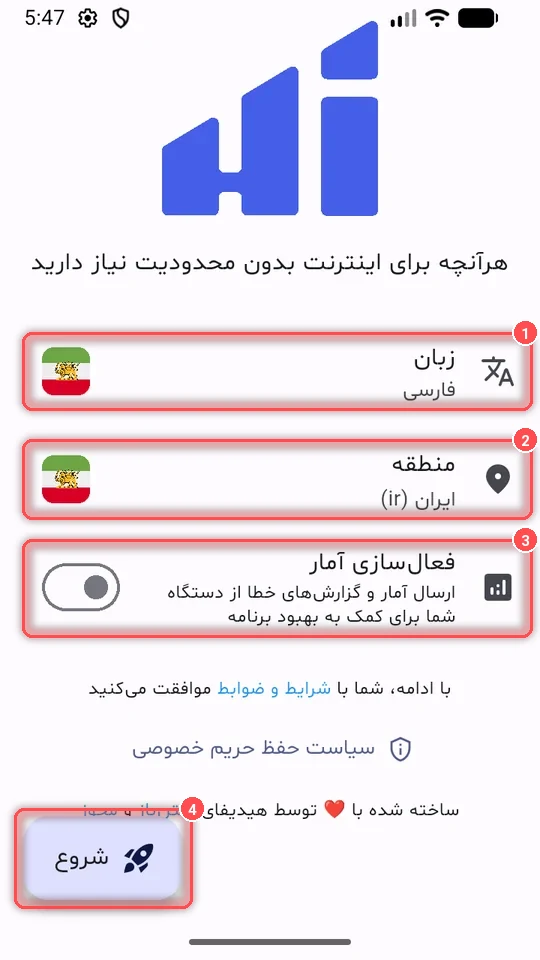 5:47
هرآنچه برای اینترنت بدون محدودیت نیاز دارید
1
زبان
فارسی
2
منطقه
ایران (ir)
3
فعال‌سازی آمار
ارسال آمار و گزارش‌های خطا از دستگاه
شما برای کمک به بهبود برنامه
با ادامه، شما با شرایط و ضوابط موافقت می‌کنید
سیاست حفظ حریم خصوصی
ساخته شده با ❤️ توسط هیدیفای
4
شروع